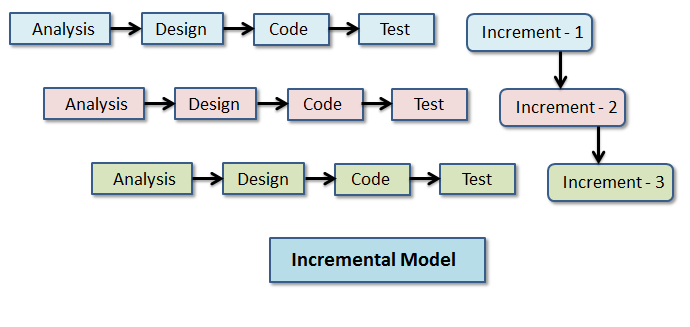 Analysis Design Code Test Increment - 1
Analysis Design Code Test Increment - 2
Analysis Design Code Test Increment - 3
Incremental Model